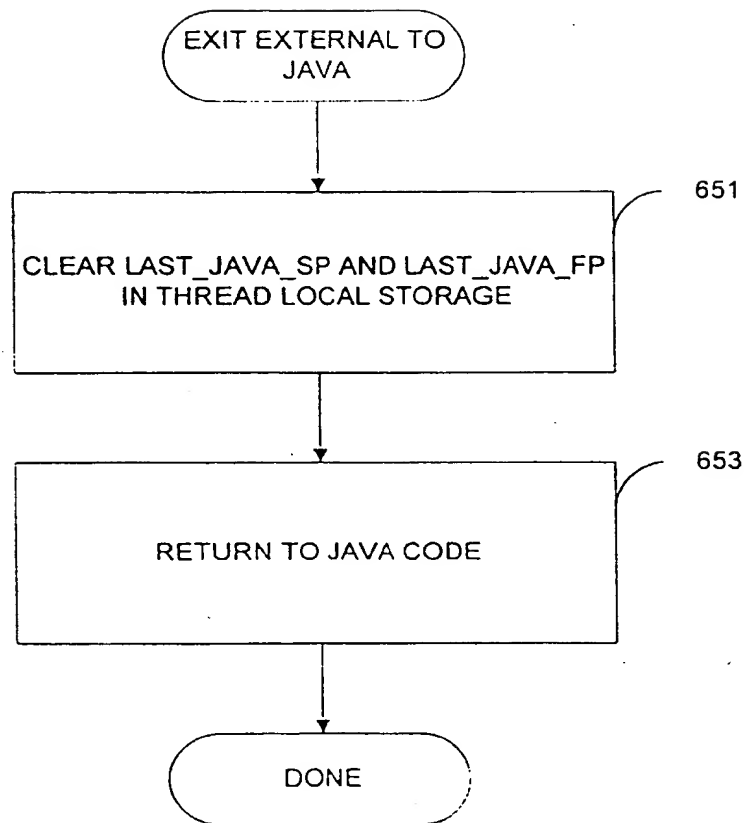 EXIT EXTERNAL TO
JAVA
651
CLEAR LAST_JAVA_SP AND LAST_JAVA_FP
IN THREAD LOCAL STORAGE
653
RETURN TO JAVA CODE
DONE